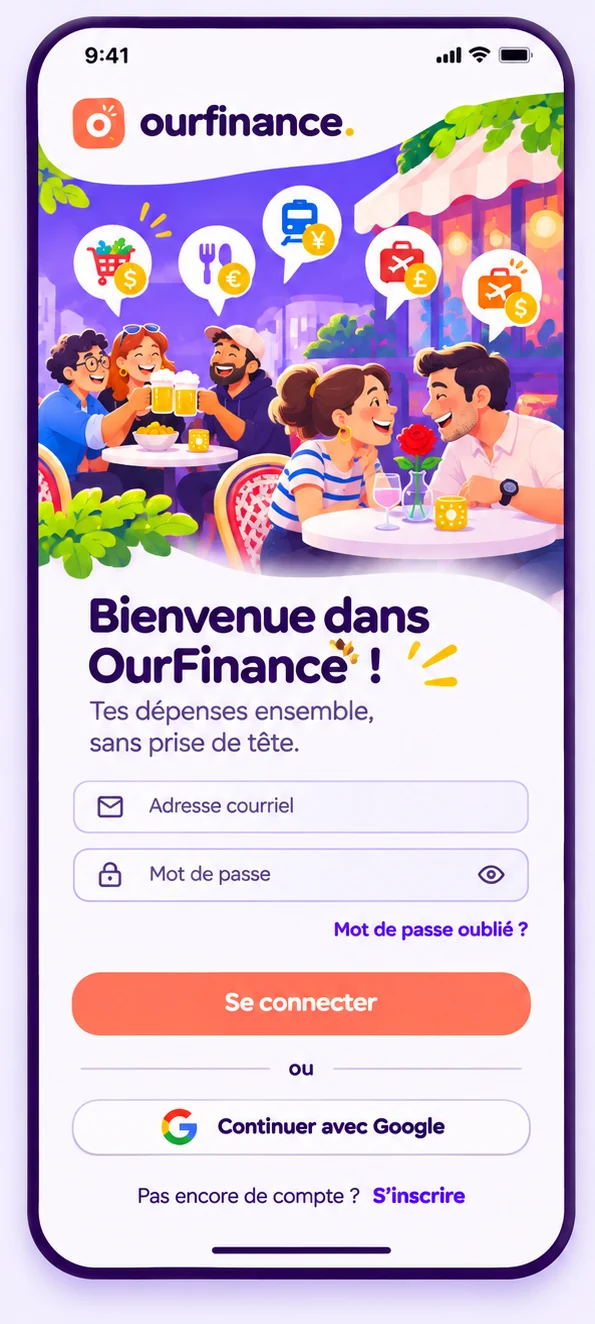 9:41
ourfinance.
$
€
¥
£
$
Bienvenue dans
OurFinance !
Tes dépenses ensemble,
sans prise de tête.
Adresse courriel
Mot de passe
Mot de passe oublié ?
Se connecter
ou
G Continuer avec Google
Pas encore de compte ? S'inscrire